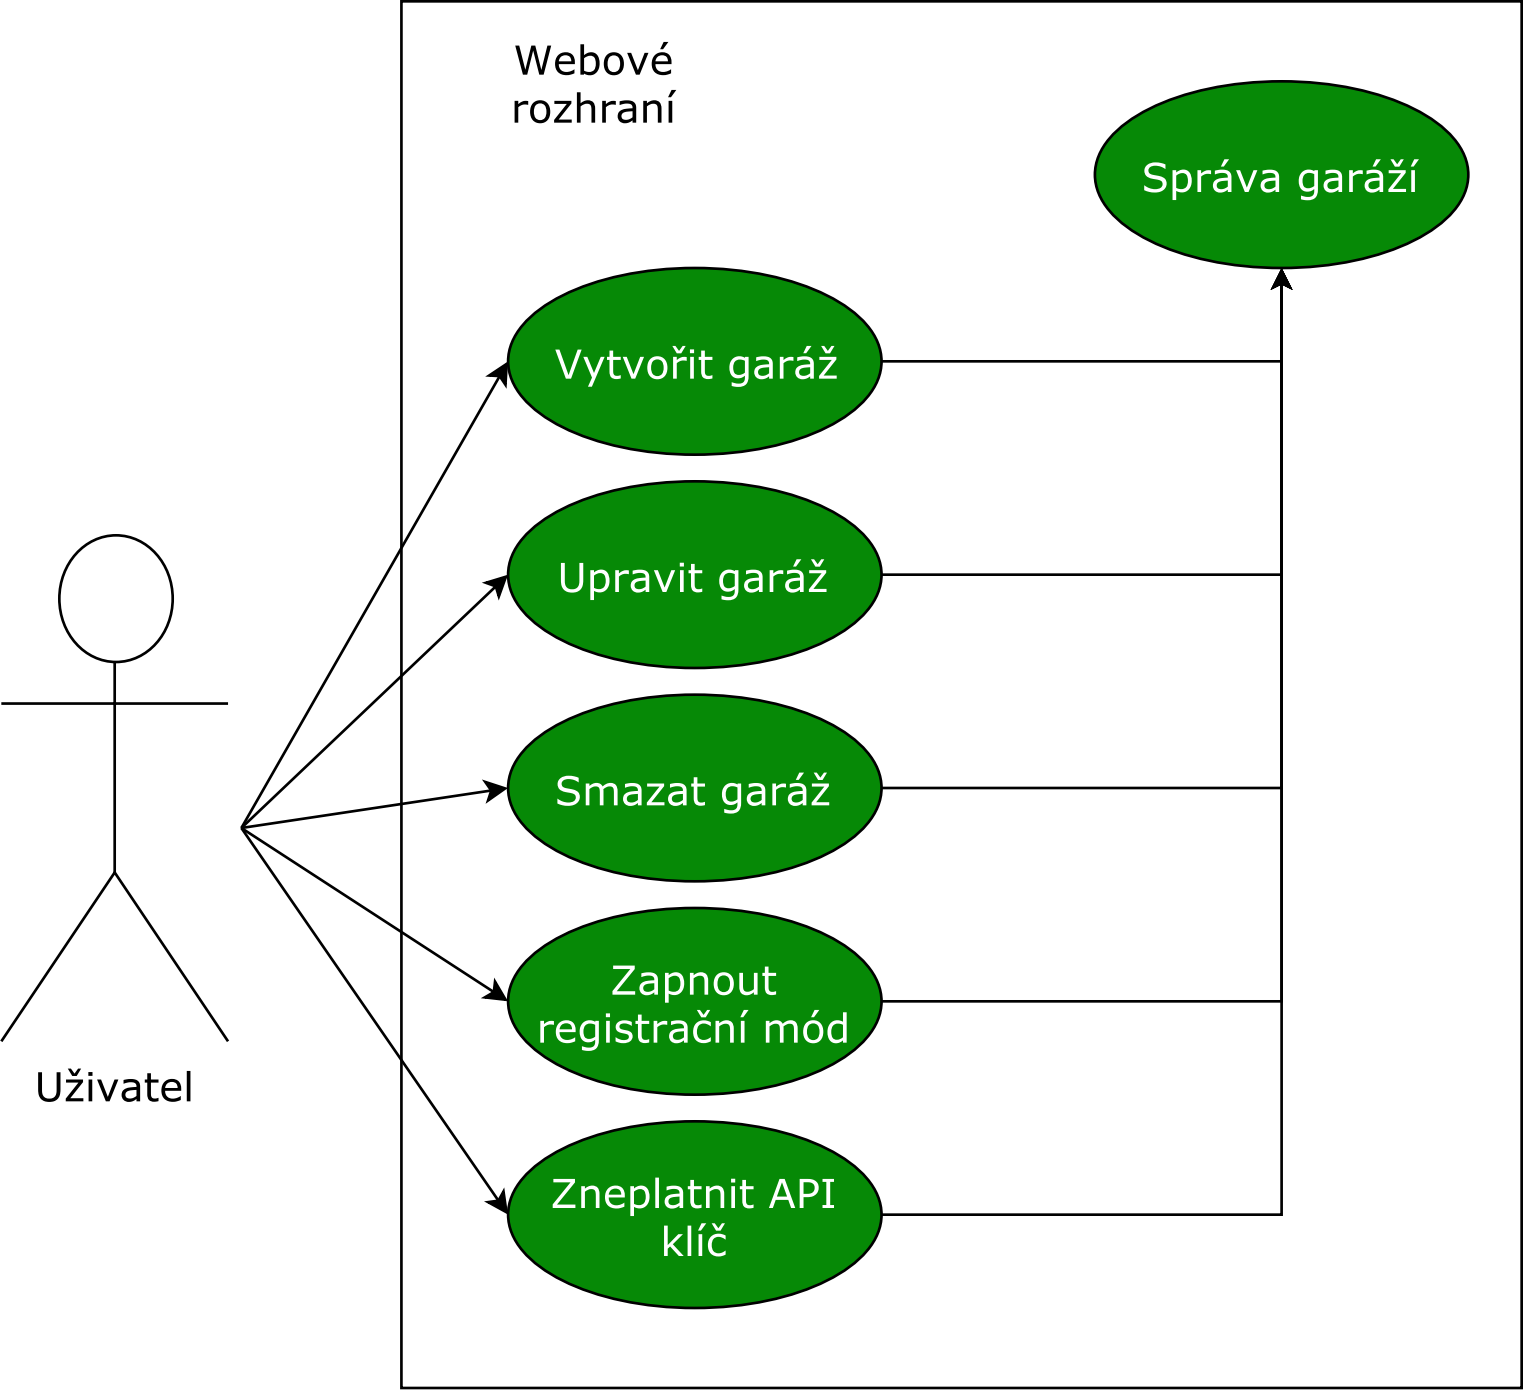 Webové
rozhraní
Správa garáží
Vytvořit garáž
Upravit garáž
Smazat garáž
Zapnout
registrační mód
Uživatel
Zneplatnit API
klíč